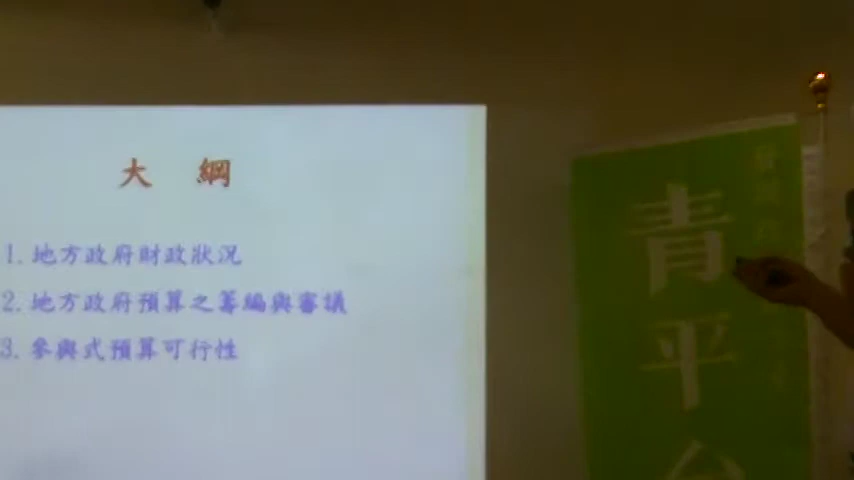 大 綱
1. 地方政府財政狀況
2. 地方政府預算之籌編與審議
3. 參與式預算可行性
青平台